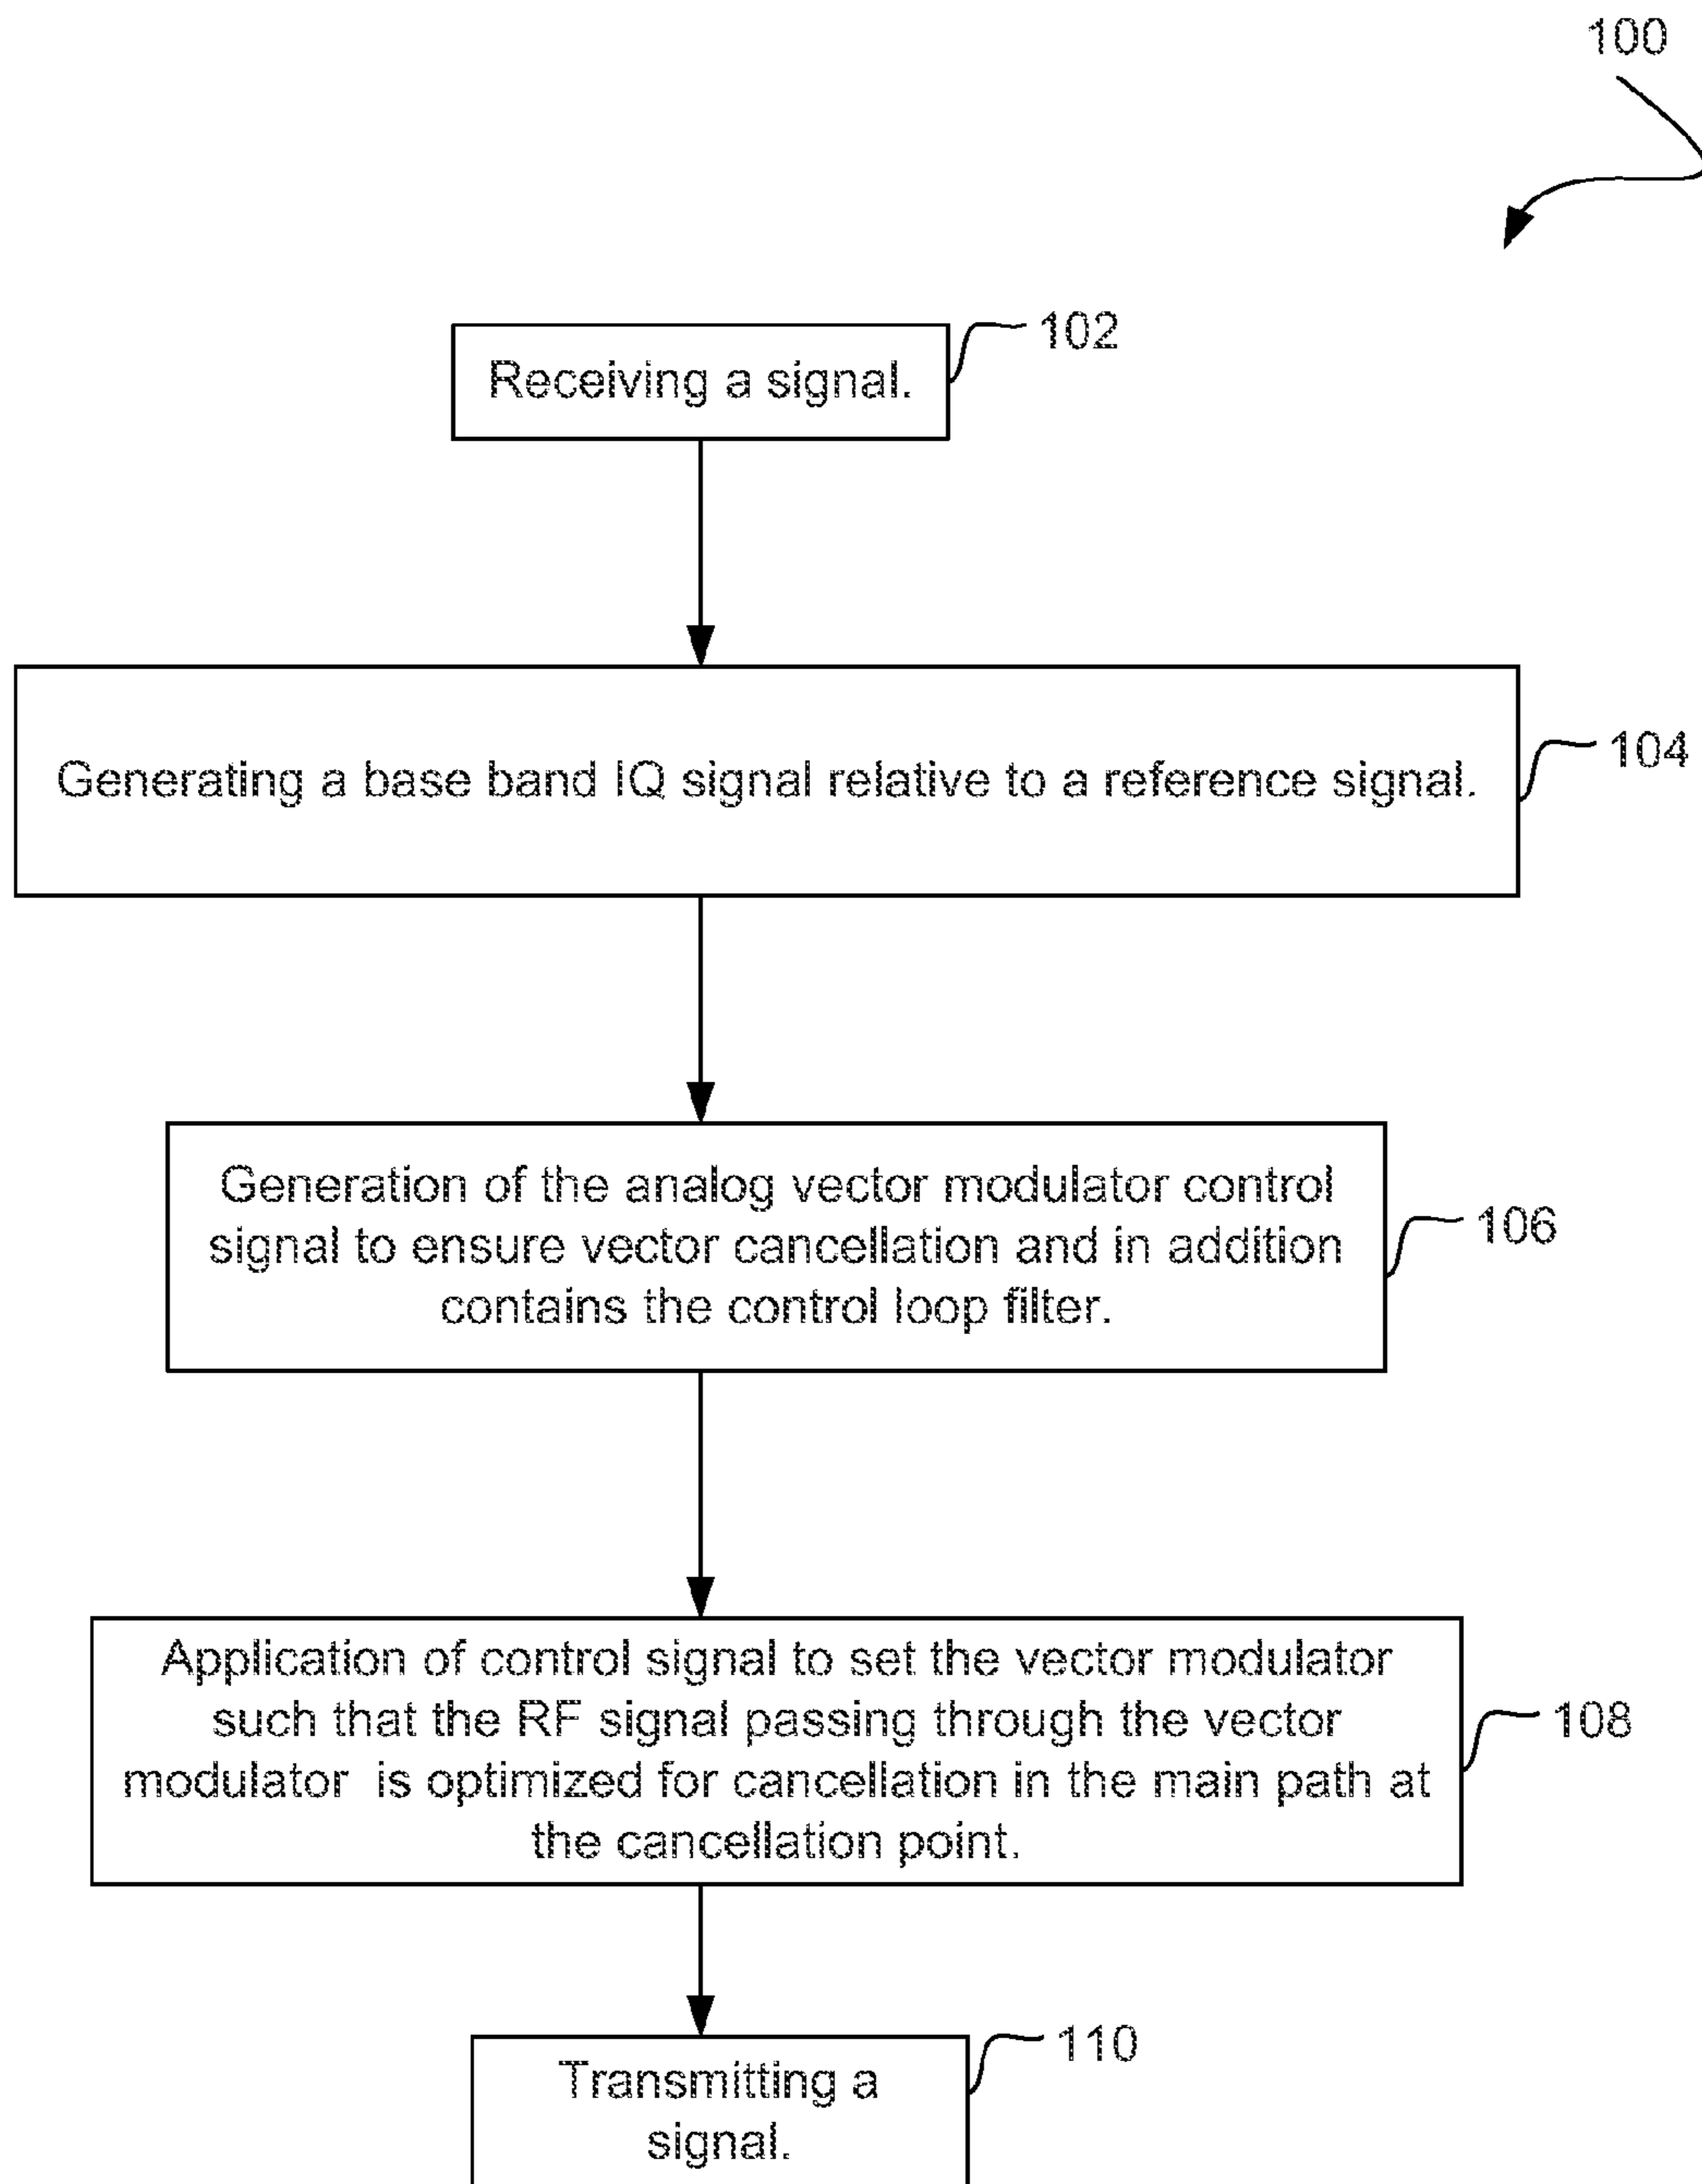 100
Receiving a signal.
102
Generating a base band IQ signal relative to a reference signal.
104
Generation of the analog vector modulator control
signal to ensure vector cancellation and in addition
contains the control loop filter.
106
Application of control signal to set the vector modulator
such that the RF signal passing through the vector
modulator is optimized for cancellation in the main path at
the cancellation point.
108
Transmitting a
signal.
110